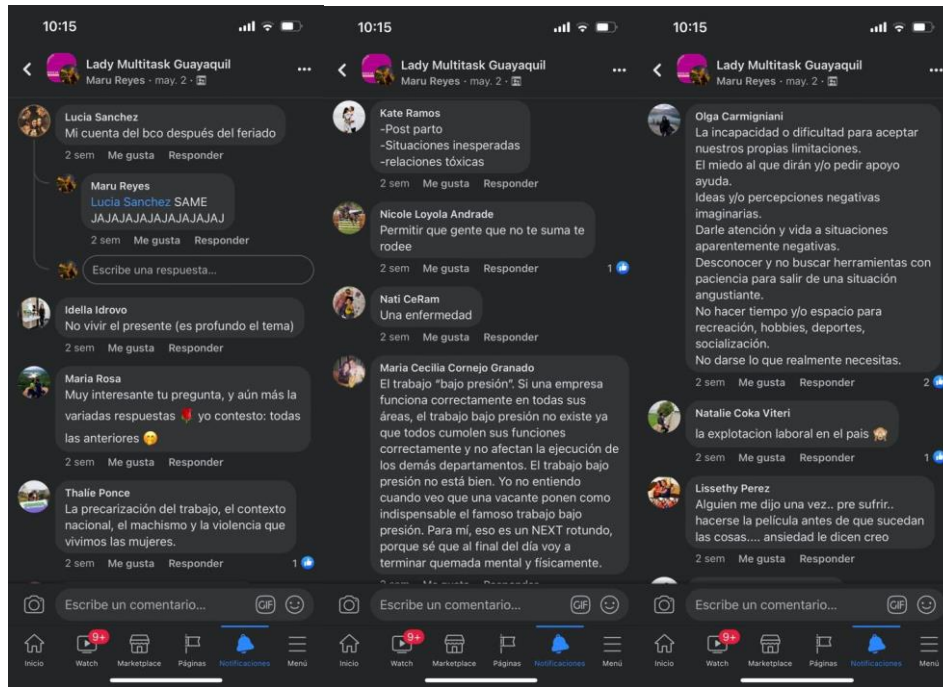 10:15
Lady Multitask Guayaquil
Maru Reyes · may. 2 ·
Lucia Sanchez
Mi cuenta del bco después del feriado
2 sem Me gusta Responder
Maru Reyes
Lucia Sanchez SAME
JAJAJAJAJAJAJAJAJAJ
2 sem Me gusta Responder
Escribe una respuesta...
Idella Idrovo
No vivir el presente (es profundo el tema)
2 sem Me gusta Responder
Maria Rosa
Muy interesante tu pregunta, y aún más la
variadas respuestas 🌹 yo contesto: todas
las anteriores 🤭
2 sem Me gusta Responder
Thalíe Ponce
La precarización del trabajo, el contexto
nacional, el machismo y la violencia que
vivimos las mujeres.
2 sem Me gusta Responder 1
Escribe un comentario... GIF
9+
Inicio Watch Marketplace Páginas Notificaciones Menú
10:15
Lady Multitask Guayaquil
Maru Reyes · may. 2 ·
Kate Ramos
-Post parto
-Situaciones inesperadas
-relaciones tóxicas
2 sem Me gusta Responder
Nicole Loyola Andrade
Permitir que gente que no te suma te
rodee
2 sem Me gusta Responder 1
Nati CeRam
Una enfermedad
2 sem Me gusta Responder
Maria Cecilia Cornejo Granado
El trabajo “bajo presión”. Si una empresa
funciona correctamente en todas sus
áreas, el trabajo bajo presión no existe ya
que todos cumolen sus funciones
correctamente y no afectan la ejecución de
los demás departamentos. El trabajo bajo
presión no está bien. Yo no entiendo
cuando veo que una vacante ponen como
indispensable el famoso trabajo bajo
presión. Para mí, eso es un NEXT rotundo,
porque sé que al final del día voy a
terminar quemada mental y físicamente.
Escribe un comentario... GIF
9+
Inicio Watch Marketplace Páginas Notificaciones Menú
10:15
Lady Multitask Guayaquil
Maru Reyes · may. 2 ·
Olga Carmigniani
La incapacidad o dificultad para aceptar
nuestros propias limitaciones.
El miedo al que dirán y/o pedir apoyo
ayuda.
Ideas y/o percepciones negativas
imaginarias.
Darle atención y vida a situaciones
aparentemente negativas.
Desconocer y no buscar herramientas con
paciencia para salir de una situación
angustiante.
No hacer tiempo y/o espacio para
recreación, hobbies, deportes,
socialización.
No darse lo que realmente necesitas.
2 sem Me gusta Responder 2
Natalie Coka Viteri
la explotacion laboral en el pais 🙈
2 sem Me gusta Responder 1
Lissethy Perez
Alguien me dijo una vez.. pre sufrir..
hacerse la película antes de que sucedan
las cosas.... ansiedad le dicen creo
2 sem Me gusta Responder
Escribe un comentario... GIF
9+
Inicio Watch Marketplace Páginas Notificaciones Menú